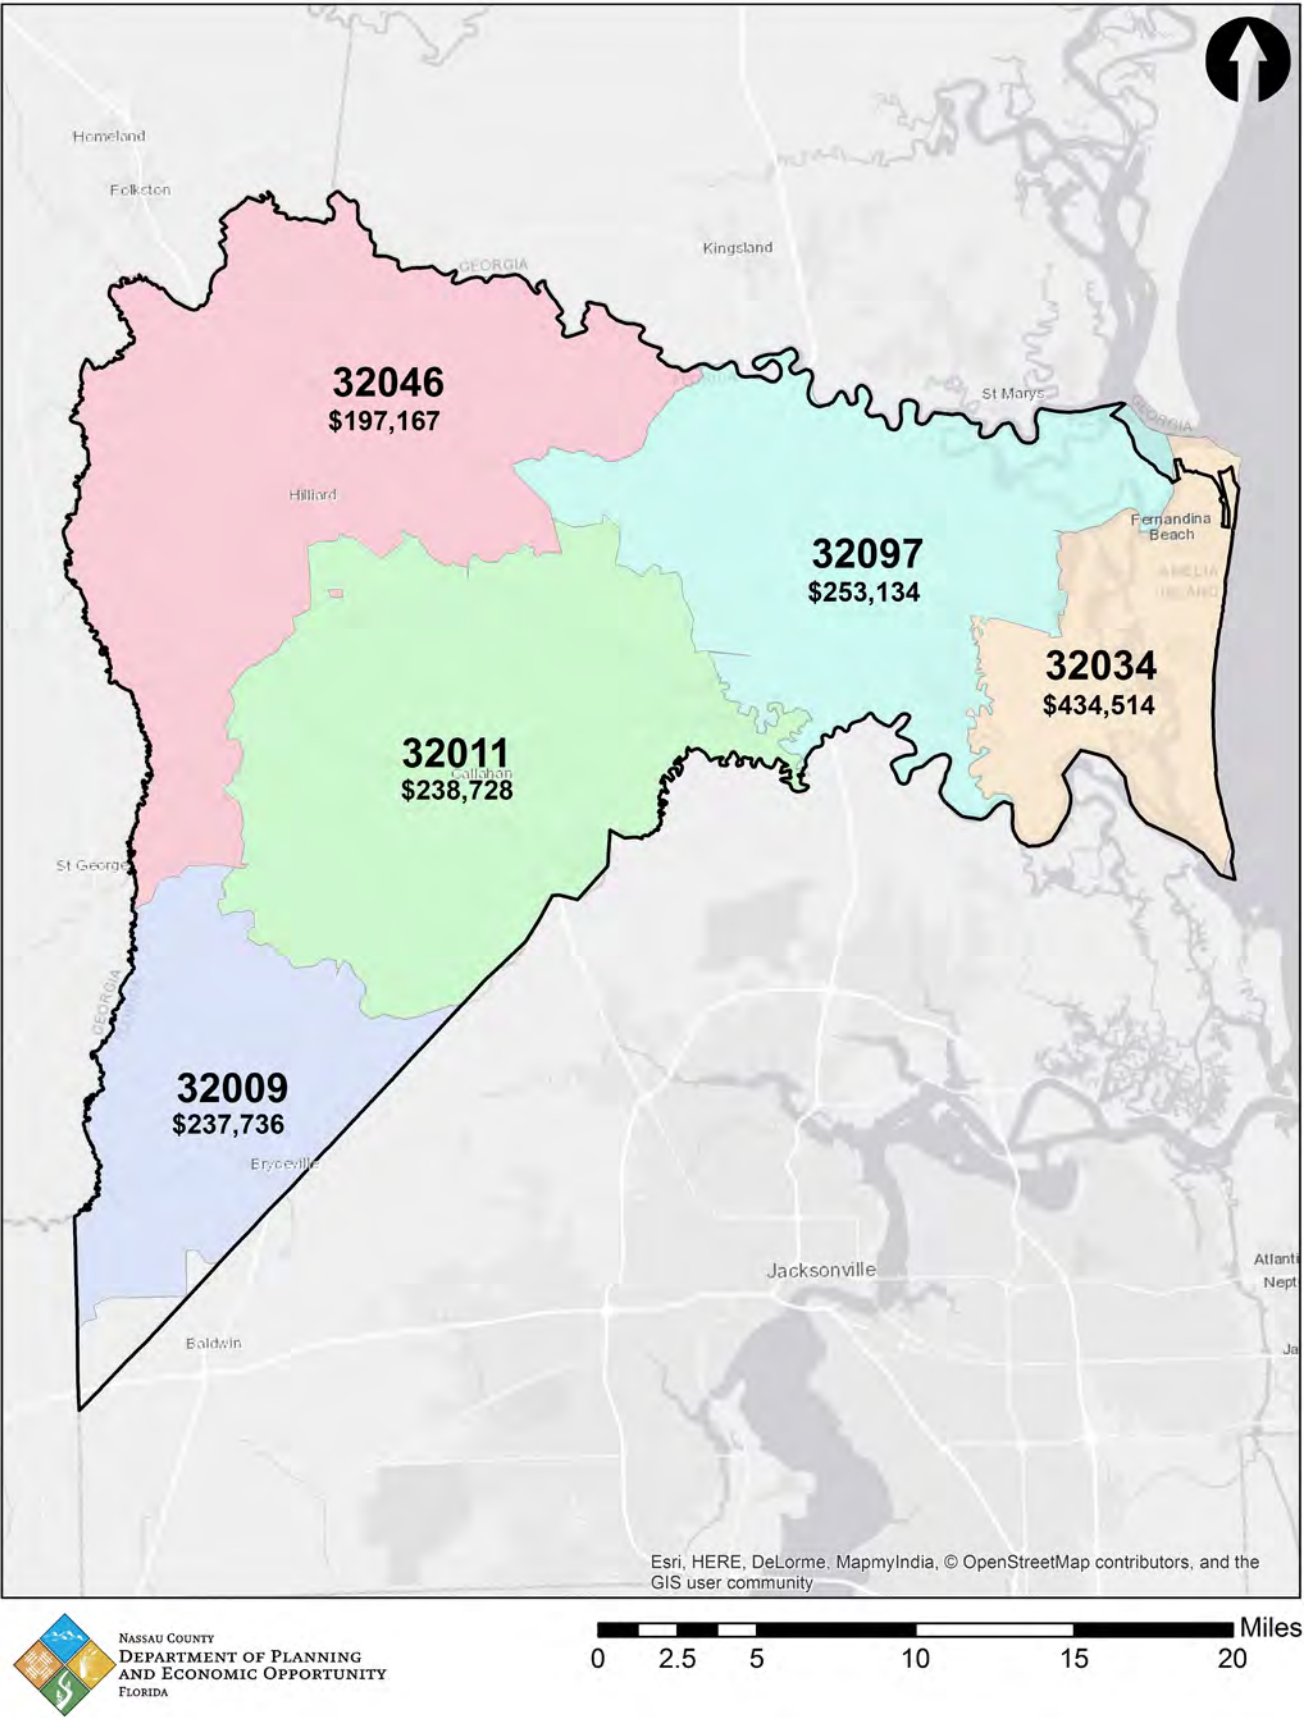 Homeland
Folkston
Kingsland
GEORGIA
32046
$197,167
St Marys
GEORGIA
Hilliard
Fernandina
Beach
32097
$253,134
AMELIA
ISLAND
32034
$434,514
32011
Callahan
$238,728
St George
GEORGIA
32009
$237,736
Bryceville
Jacksonville
Atlanti
Nept
Baldwin
Ja
Esri, HERE, DeLorme, MapmyIndia, © OpenStreetMap contributors, and the
GIS user community
NASSAU COUNTY
DEPARTMENT OF PLANNING
AND ECONOMIC OPPORTUNITY
FLORIDA
Miles
0 2.5 5 10 15 20